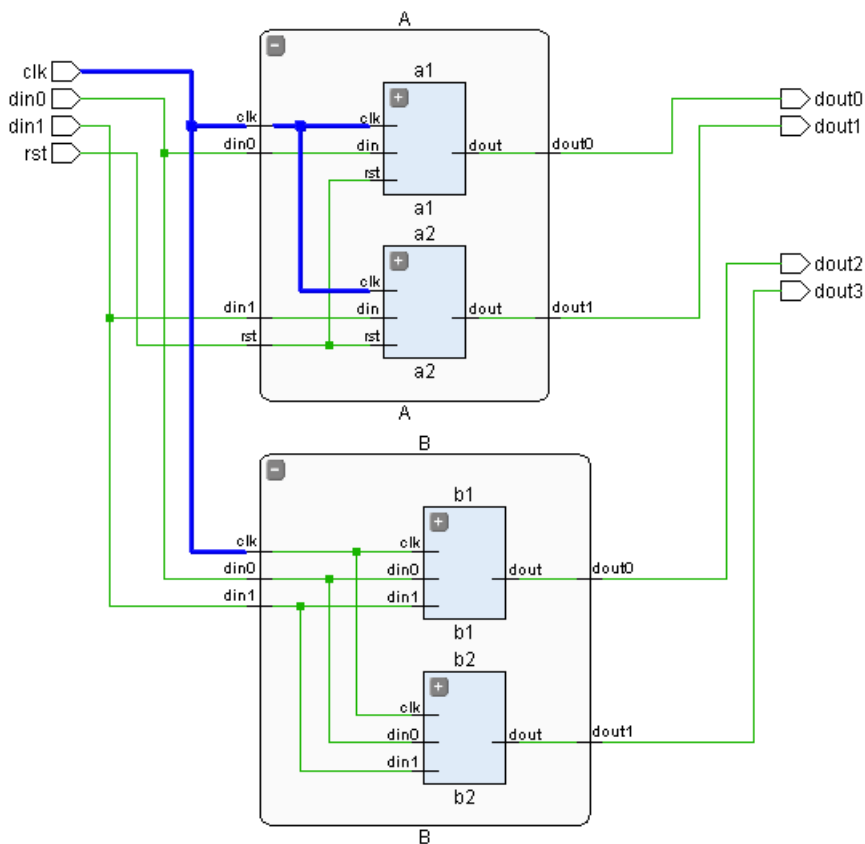 A
clk
din0
din1
rst
a1
clk
clk
din0
din
rst
dout
dout0
a1
dout0
dout1
a2
clk
din1
din
rst
rst
dout
dout1
a2
A
dout2
dout3
B
b1
clk
clk
din0
din0
din1
din1
dout
dout0
b1
b2
clk
din0
din1
dout
dout1
b2
B